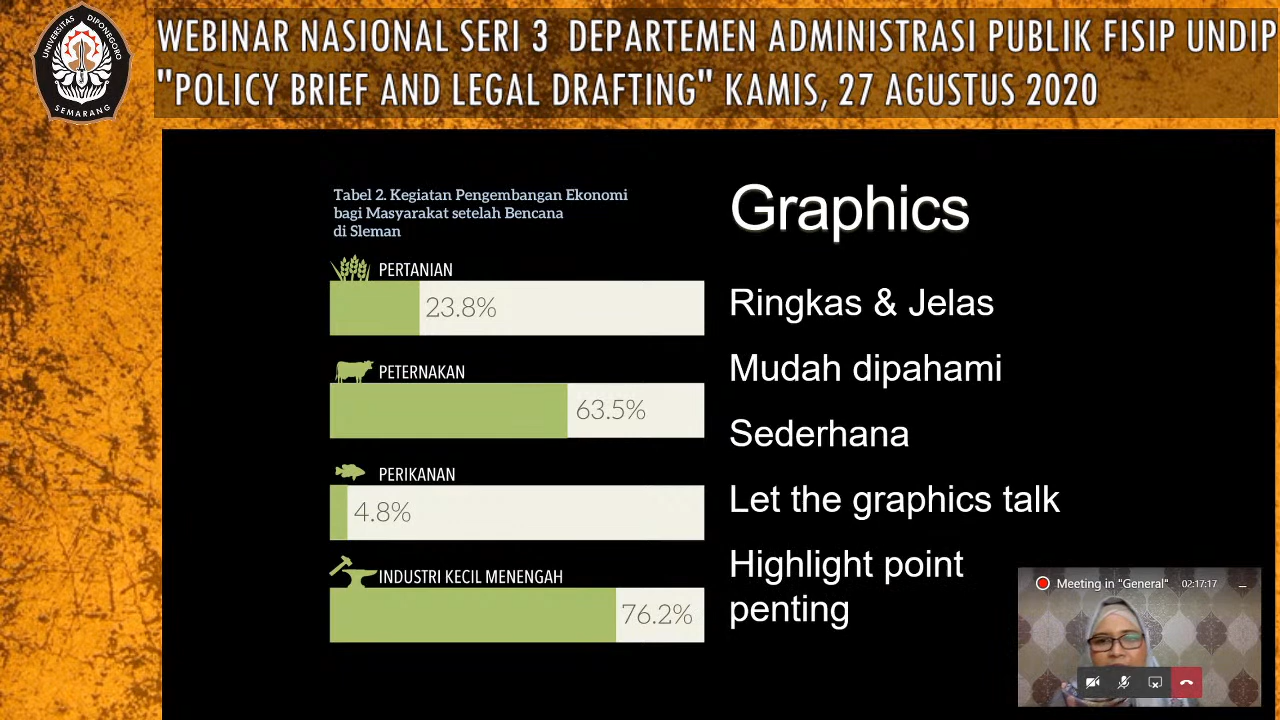 UNIVERSITAS DIPONEGORO
SEMARANG
WEBINAR NASIONAL SERI 3 DEPARTEMEN ADMINISTRASI PUBLIK FISIP UNDIP
"POLICY BRIEF AND LEGAL DRAFTING" KAMIS, 27 AGUSTUS 2020
Tabel 2. Kegiatan Pengembangan Ekonomi
bagi Masyarakat setelah Bencana
di Sleman
PERTANIAN
23.8%
PETERNAKAN
63.5%
PERIKANAN
4.8%
INDUSTRI KECIL MENENGAH
76.2%
Graphics
Ringkas & Jelas
Mudah dipahami
Sederhana
Let the graphics talk
Highlight point
penting
Meeting in "General" 02:17:17